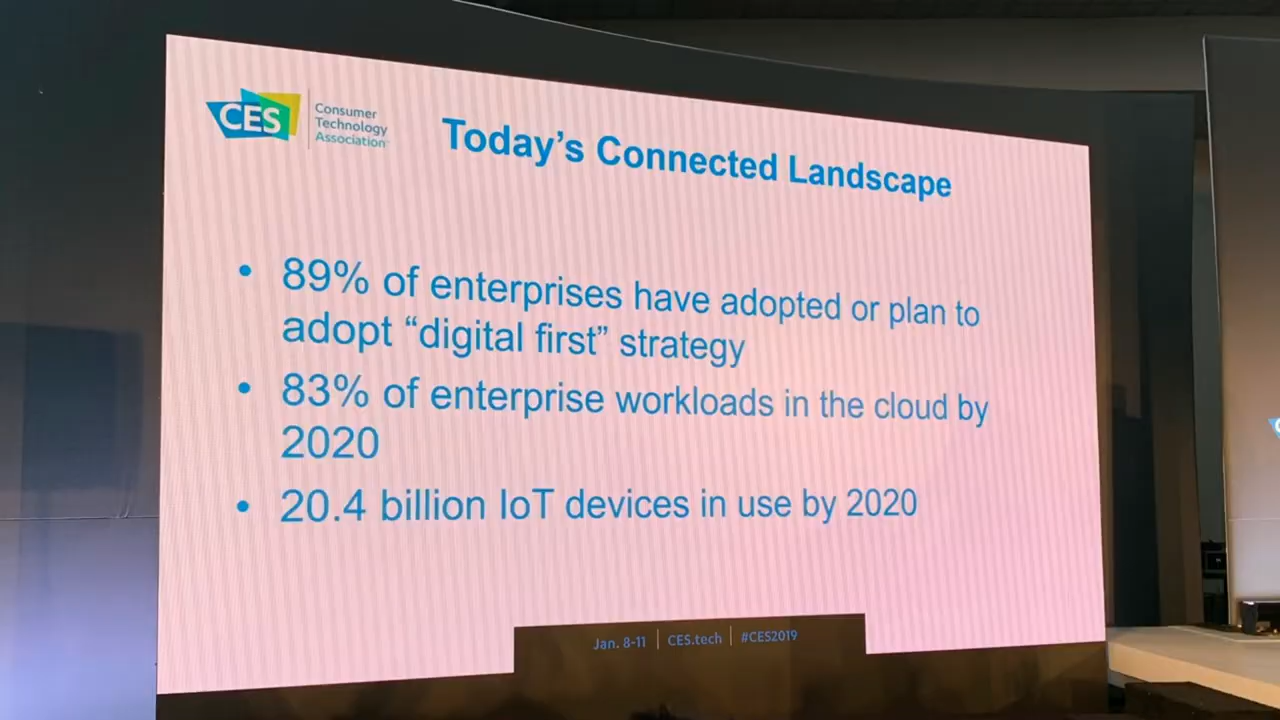 CES
Consumer
Technology
Association
Today's Connected Landscape
• 89% of enterprises have adopted or plan to
adopt “digital first” strategy
• 83% of enterprise workloads in the cloud by
2020
• 20.4 billion IoT devices in use by 2020
Jan. 8-11 | CES.tech | #CES2019